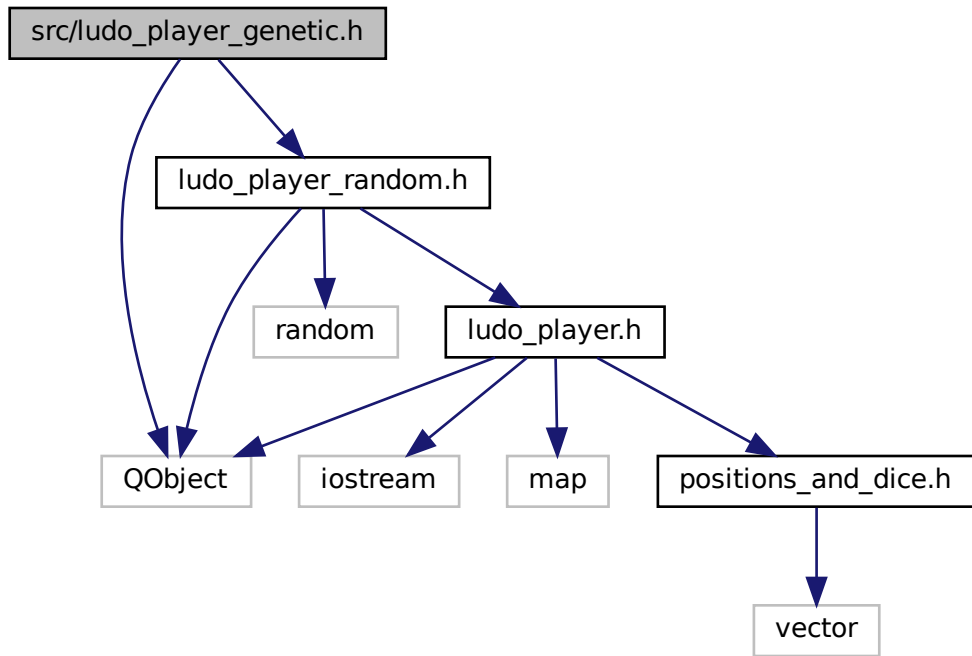 src/ludo_player_genetic.h
ludo_player_random.h
random
ludo_player.h
QObject
iostream
map
positions_and_dice.h
vector